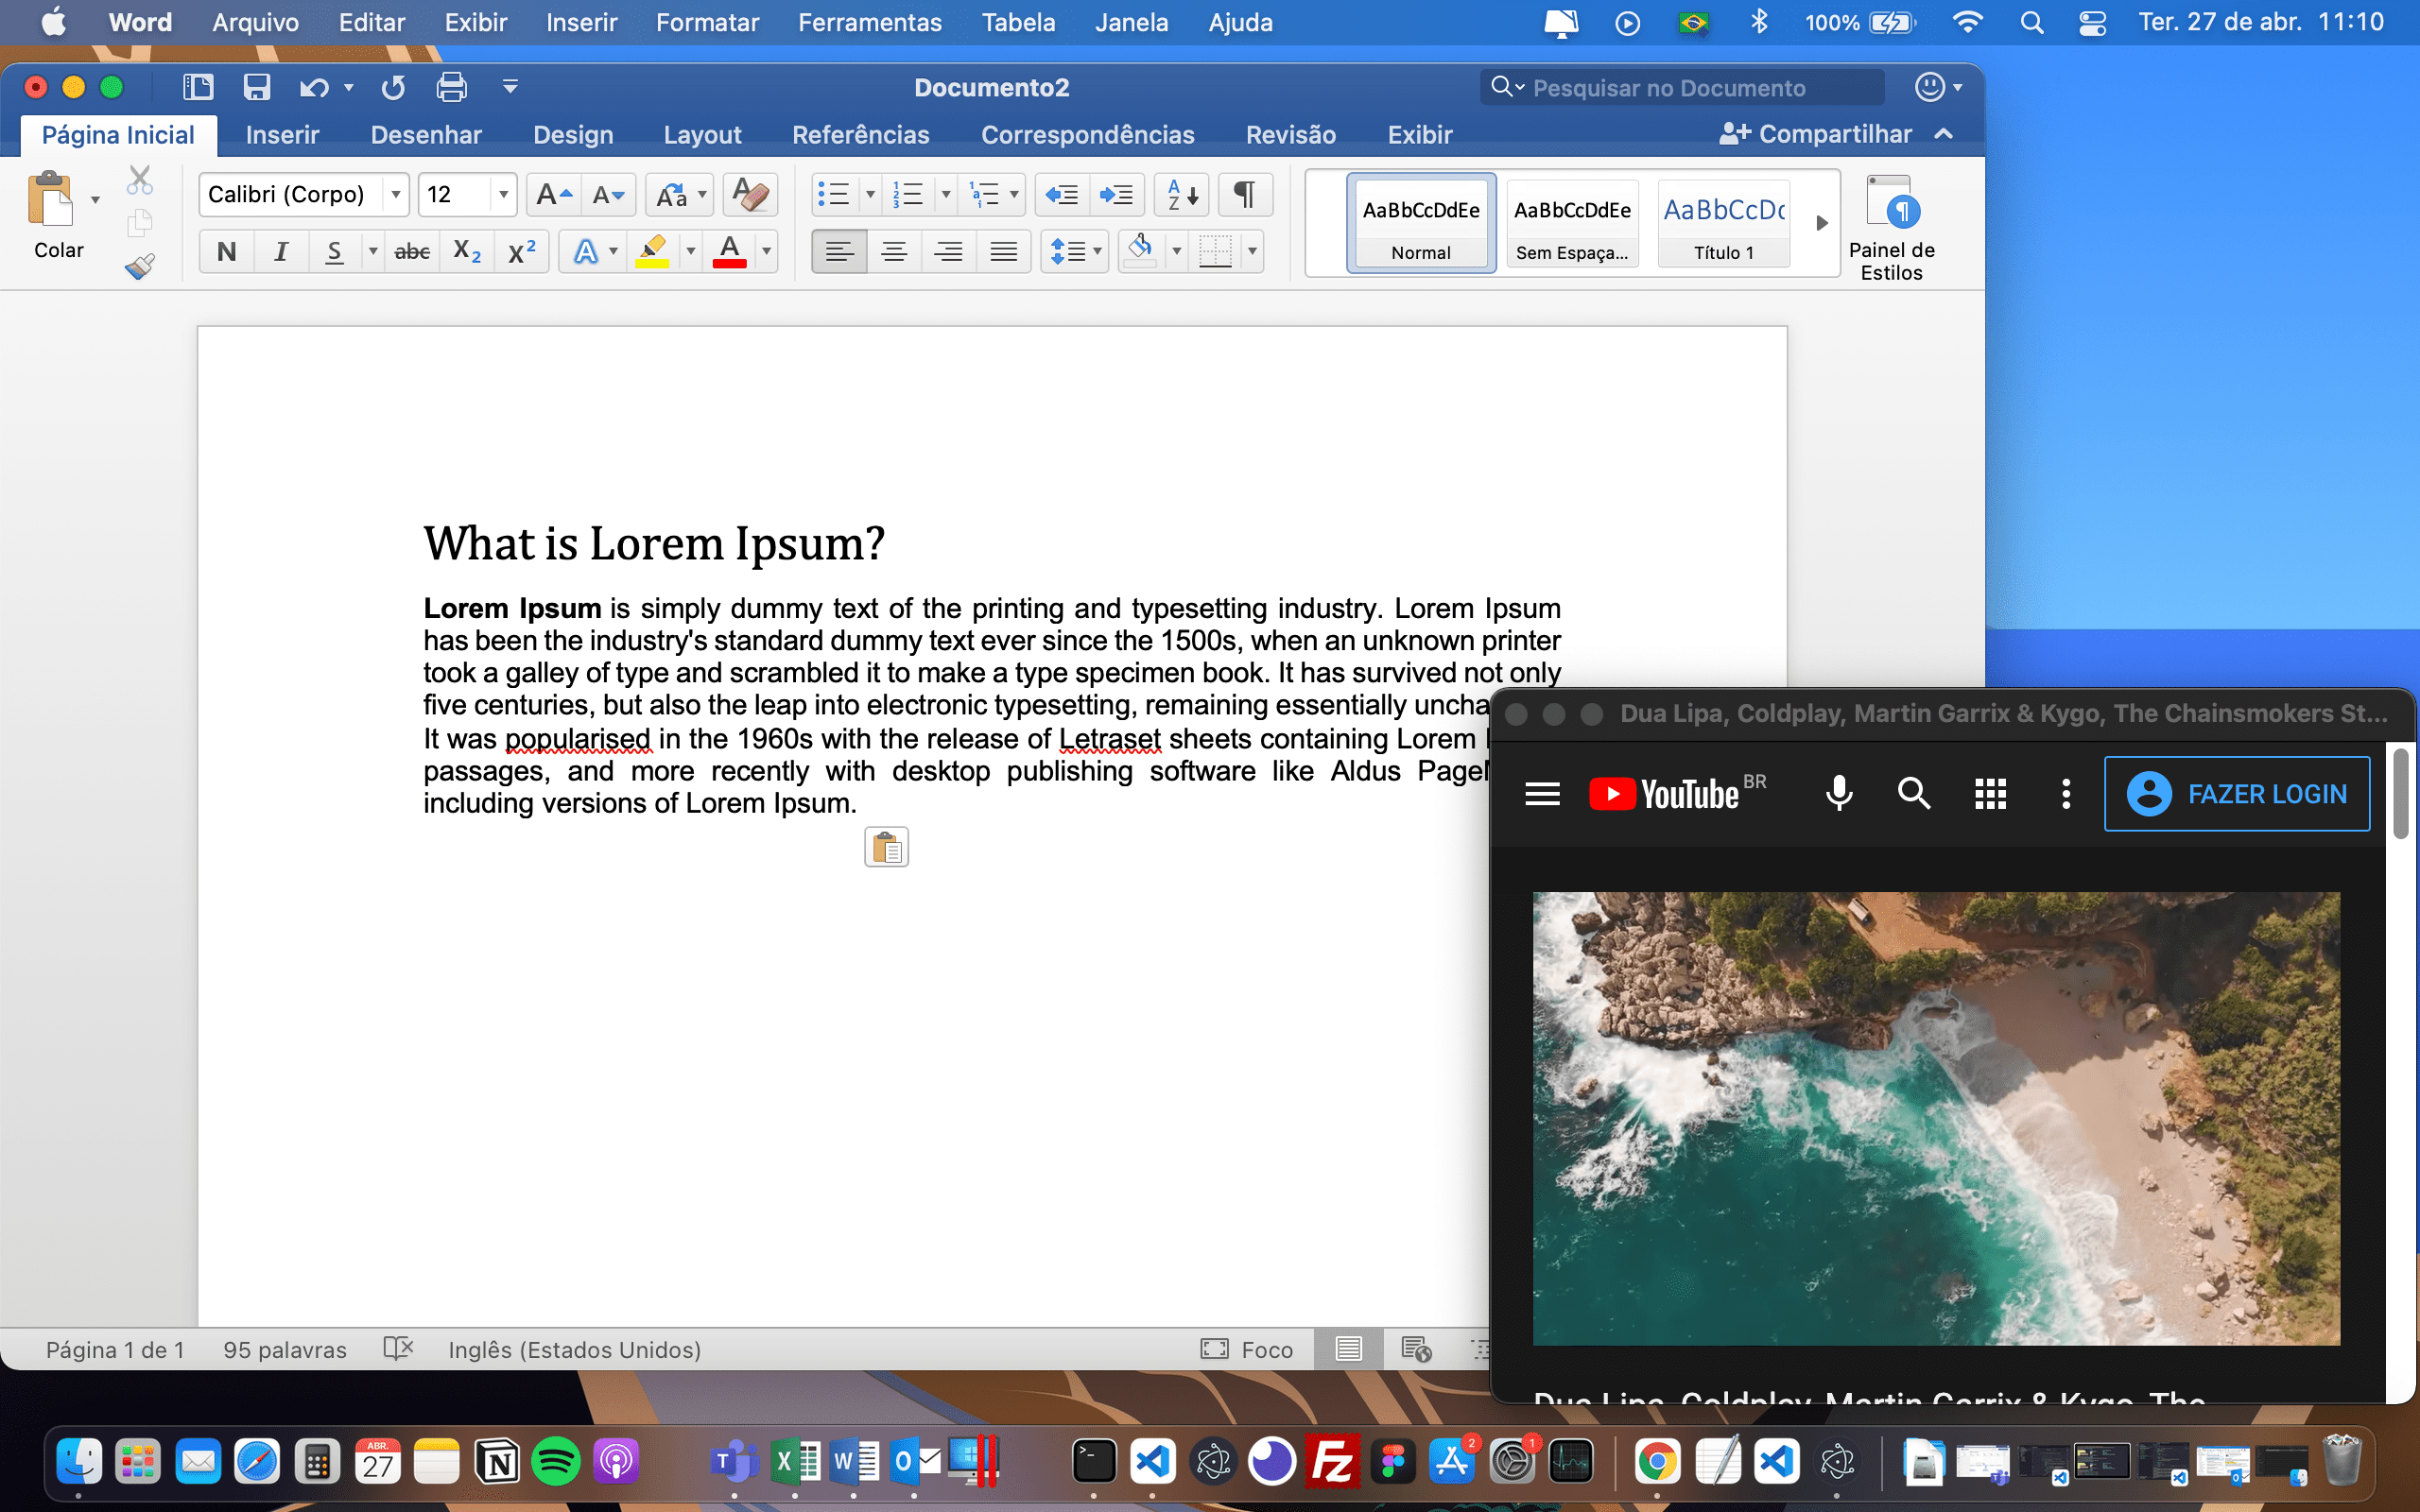 Word Arquivo Editar Exibir Inserir Formatar Ferramentas Tabela Janela Ajuda 100% Ter. 27 de abr. 11:10
Documento2
Pesquisar no Documento
Página Inicial Inserir Desenhar Design Layout Referências Correspondências Revisão Exibir Compartilhar
Colar
Calibri (Corpo) 12
N I S abc X2 X2 A A
AaBbCcDdEe AaBbCcDdEe AaBbCcDc
Normal Sem Espaça... Título 1
Painel de
Estilos
What is Lorem Ipsum?
Lorem Ipsum is simply dummy text of the printing and typesetting industry. Lorem Ipsum
has been the industry's standard dummy text ever since the 1500s, when an unknown printer
took a galley of type and scrambled it to make a type specimen book. It has survived not only
five centuries, but also the leap into electronic typesetting, remaining essentially uncha
It was popularised in the 1960s with the release of Letraset sheets containing Lorem
passages, and more recently with desktop publishing software like Aldus Page
including versions of Lorem Ipsum.
Dua Lipa, Coldplay, Martin Garrix & Kygo, The Chainsmokers St...
YouTube BR
FAZER LOGIN
Dua Lipa, Coldplay, Martin Garrix & Kygo, The
Página 1 de 1 95 palavras Inglês (Estados Unidos) Foco
ABR.
27
2
1